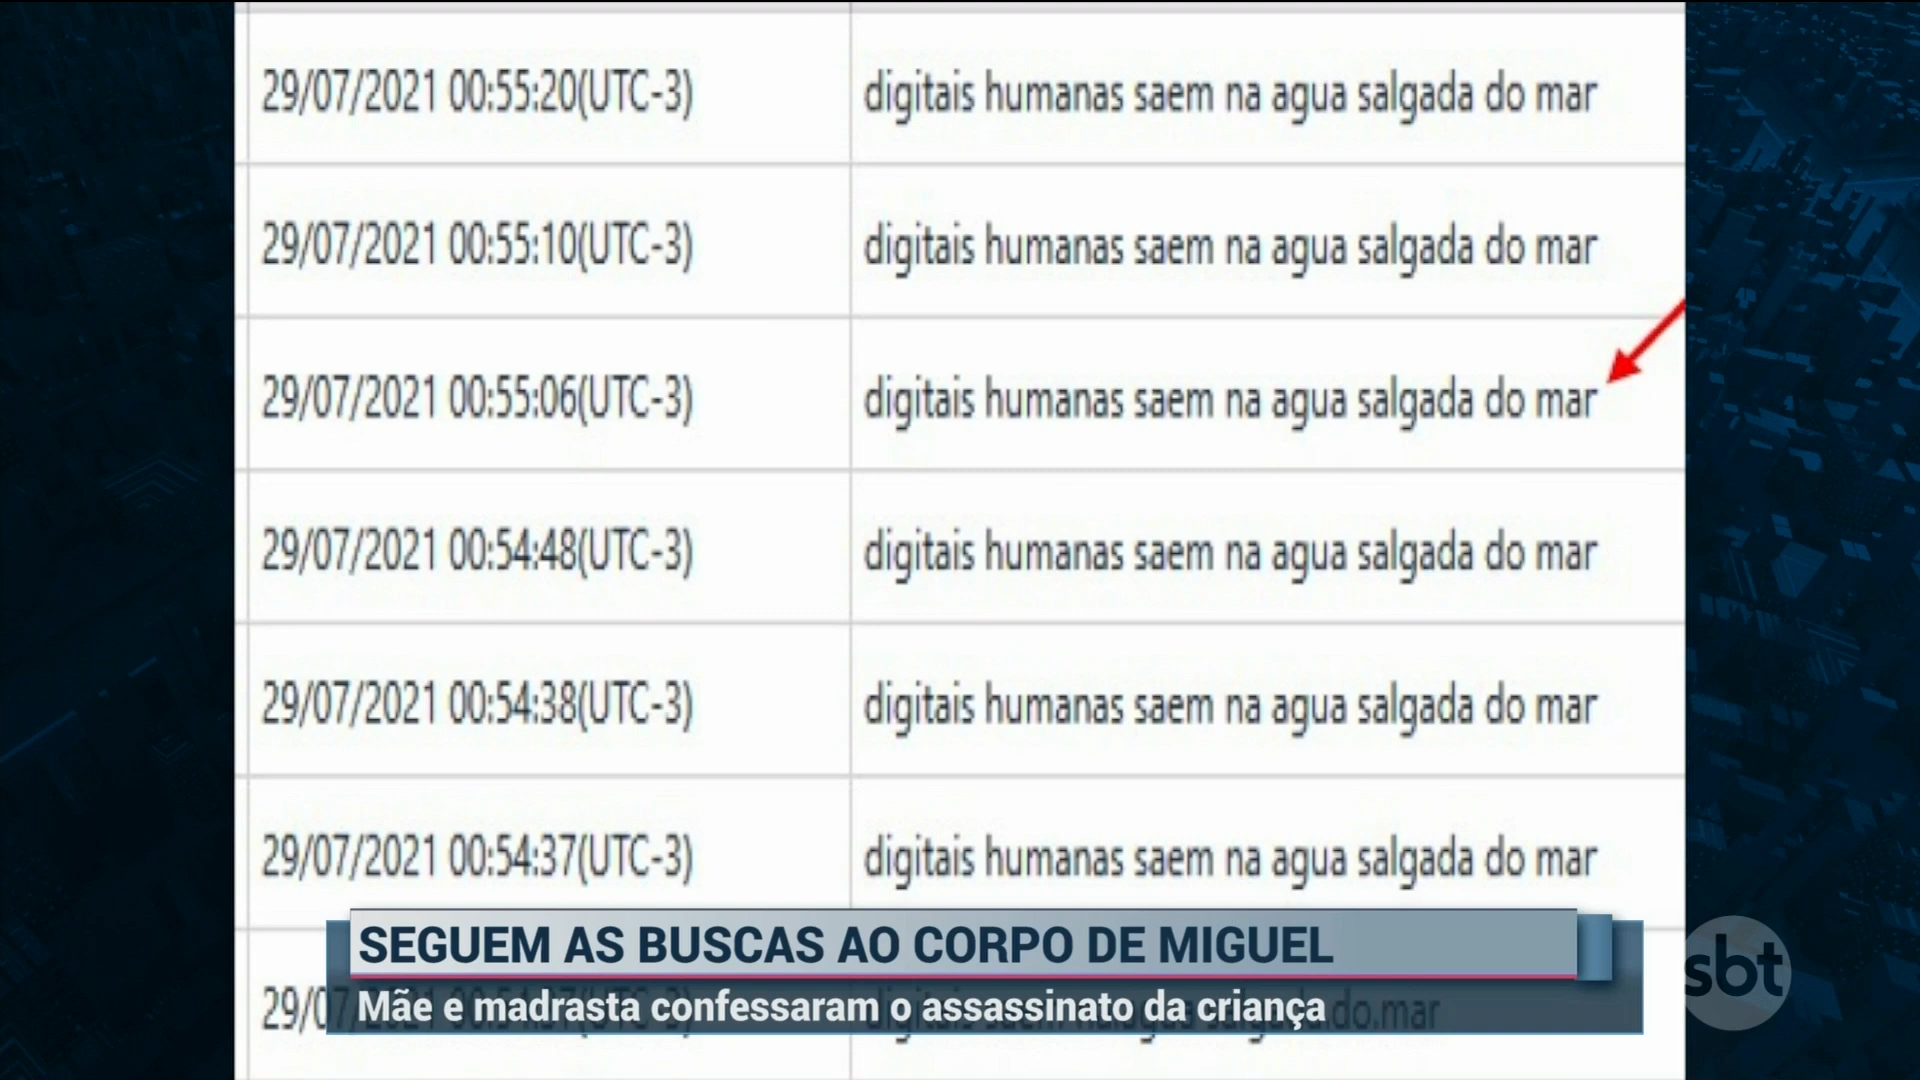 29/07/2021 00:55:20(UTC-3) digitais humanas saem na agua salgada do mar
29/07/2021 00:55:10(UTC-3) digitais humanas saem na agua salgada do mar
29/07/2021 00:55:06(UTC-3) digitais humanas saem na agua salgada do mar
29/07/2021 00:54:48(UTC-3) digitais humanas saem na agua salgada do mar
29/07/2021 00:54:38(UTC-3) digitais humanas saem na agua salgada do mar
29/07/2021 00:54:37(UTC-3) digitais humanas saem na agua salgada do mar
SEGUEM AS BUSCAS AO CORPO DE MIGUEL
Mãe e madrasta confessaram o assassinato da criança
29/0 do.mar
sbt